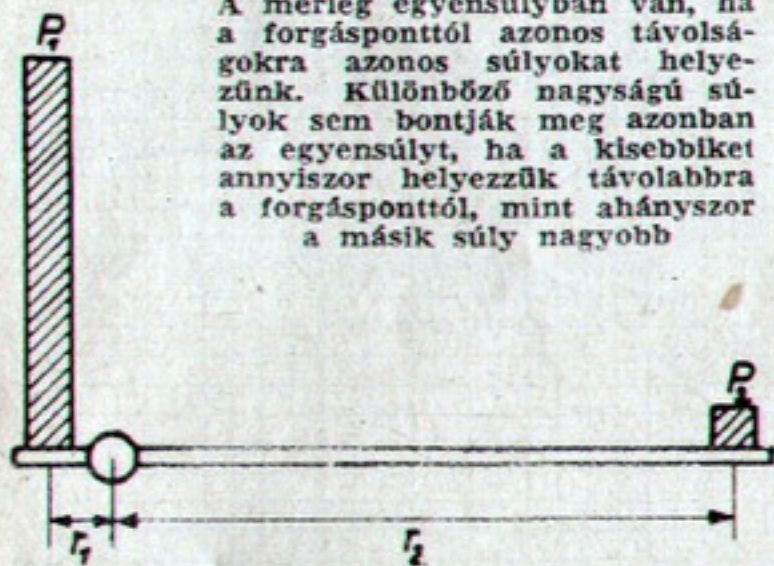 A mérleg egyensúlyban van, ha
a forgásponttól azonos távolsá-
gokra azonos súlyokat helye-
zünk. Különböző nagyságú sú-
lyok sem bontják meg azonban
az egyensúlyt, ha a kisebbiket
annyiszor helyezzük távolabbra
a forgásponttól, mint ahányszor
a másik súly nagyobb
P₁
P₂
r₁
r₂